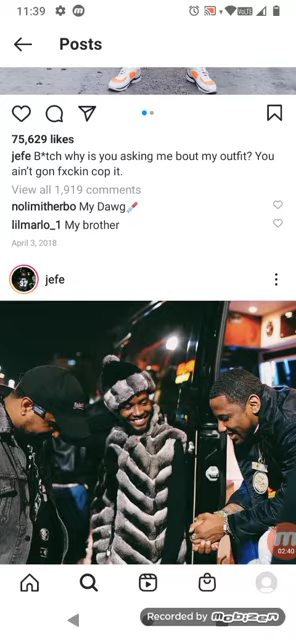 11:39
VoLTE
Posts
75,629 likes
jefe B*tch why is you asking me bout my outfit? You
ain't gon fxckin cop it.
View all 1,919 comments
nolimitherbo My Dawg
lilmarlo_1 My brother
April 3, 2018
jefe
02:40
Recorded by mobizen